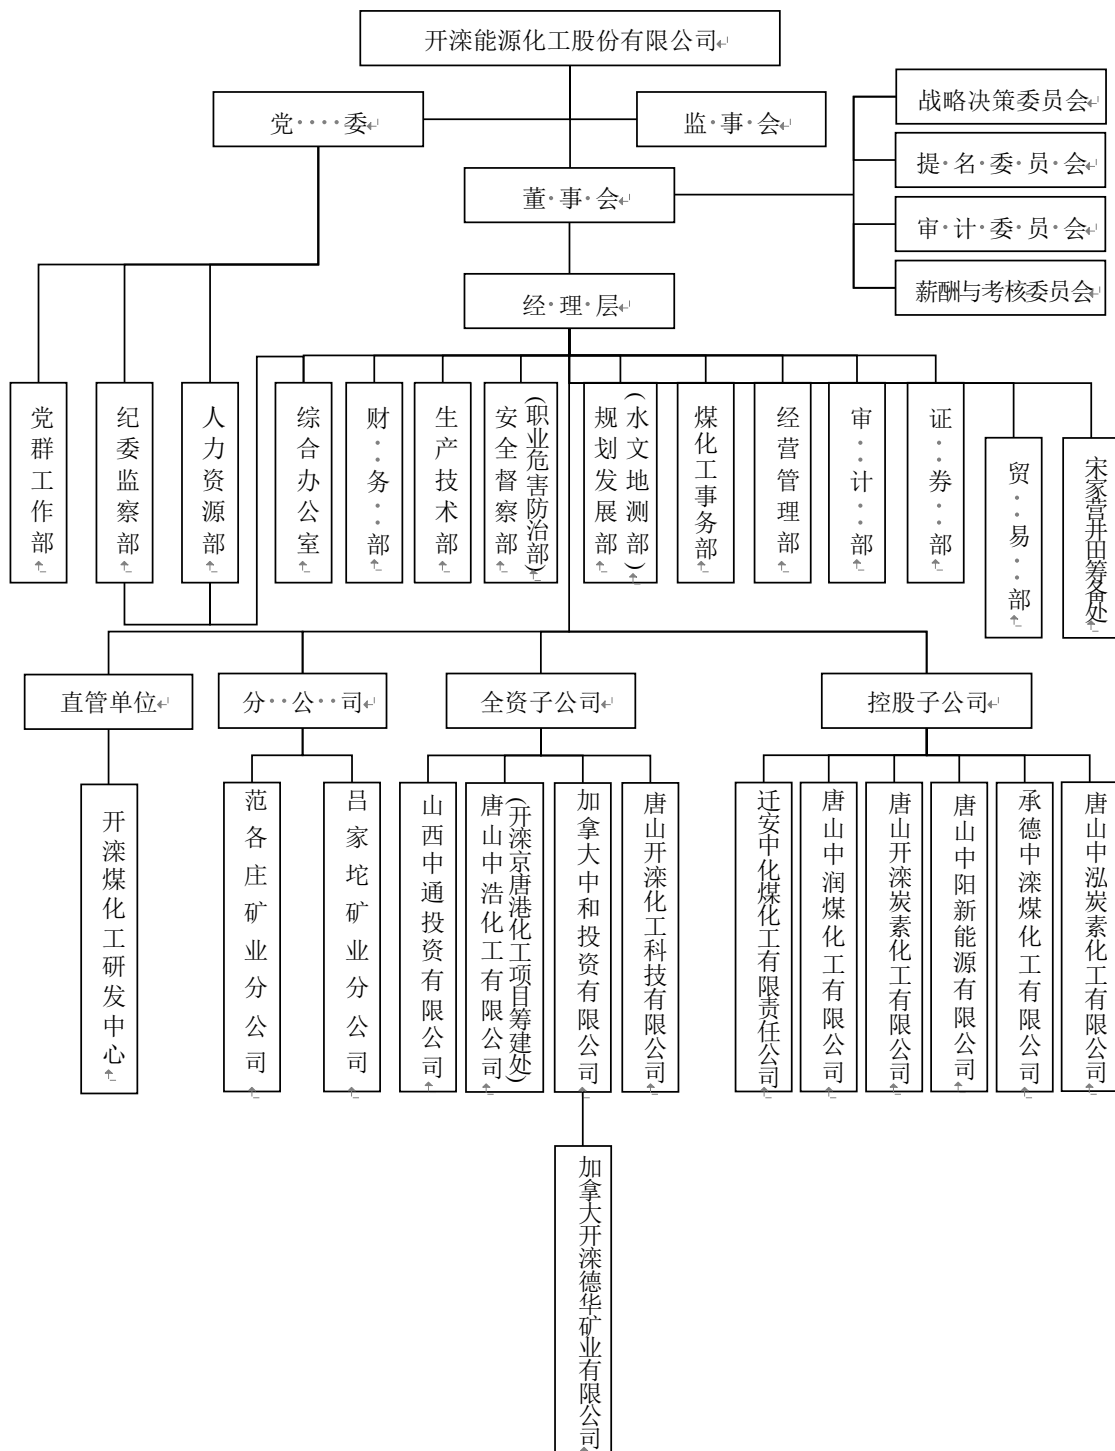 开滦能源化工股份有限公司
党····委
监·事·会
战略决策委员会
提·名·委·员·会
董·事·会
审·计·委·员·会
薪酬与考核委员会
经·理·层
党群工作部
纪委监察部
人力资源部
综合办公室
财··务··部
生产技术部
安全督察部
(职业危害防治部)
规划发展部
(水文地测部)
煤化工事务部
经营管理部
审··计··部
证··券··部
贸··易··部
宋家营井田筹备处
直管单位
分··公··司
全资子公司
控股子公司
开滦煤化工研发中心
范各庄矿业分公司
吕家坨矿业分公司
山西中通投资有限公司
唐山中浩化工有限公司
(开滦京唐港化工项目筹建处)
加拿大中和投资有限公司
唐山开滦化工科技有限公司
迁安中化煤化工有限责任公司
唐山中润煤化工有限公司
唐山开滦炭素化工有限公司
唐山中阳新能源有限公司
承德中滦煤化工有限公司
唐山中泓炭素化工有限公司
加拿大开滦德华矿业有限公司